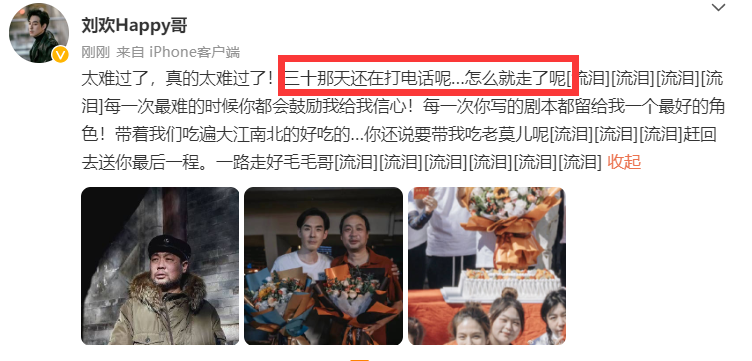 刘欢Happy哥
刚刚 来自 iPhone客户端
太难过了，真的太难过了！三十那天还在打电话呢...怎么就走了呢[流泪][流泪][流泪][流
泪]每一次最难的时候你都会鼓励我给我信心！每一次你写的剧本都留给我一个最好的角
色！带着我们吃遍大江南北的好吃的...你还说要带我吃老莫儿呢[流泪][流泪][流泪]赶回
去送你最后一程。一路走好毛毛哥[流泪][流泪][流泪][流泪][流泪][流泪] 收起